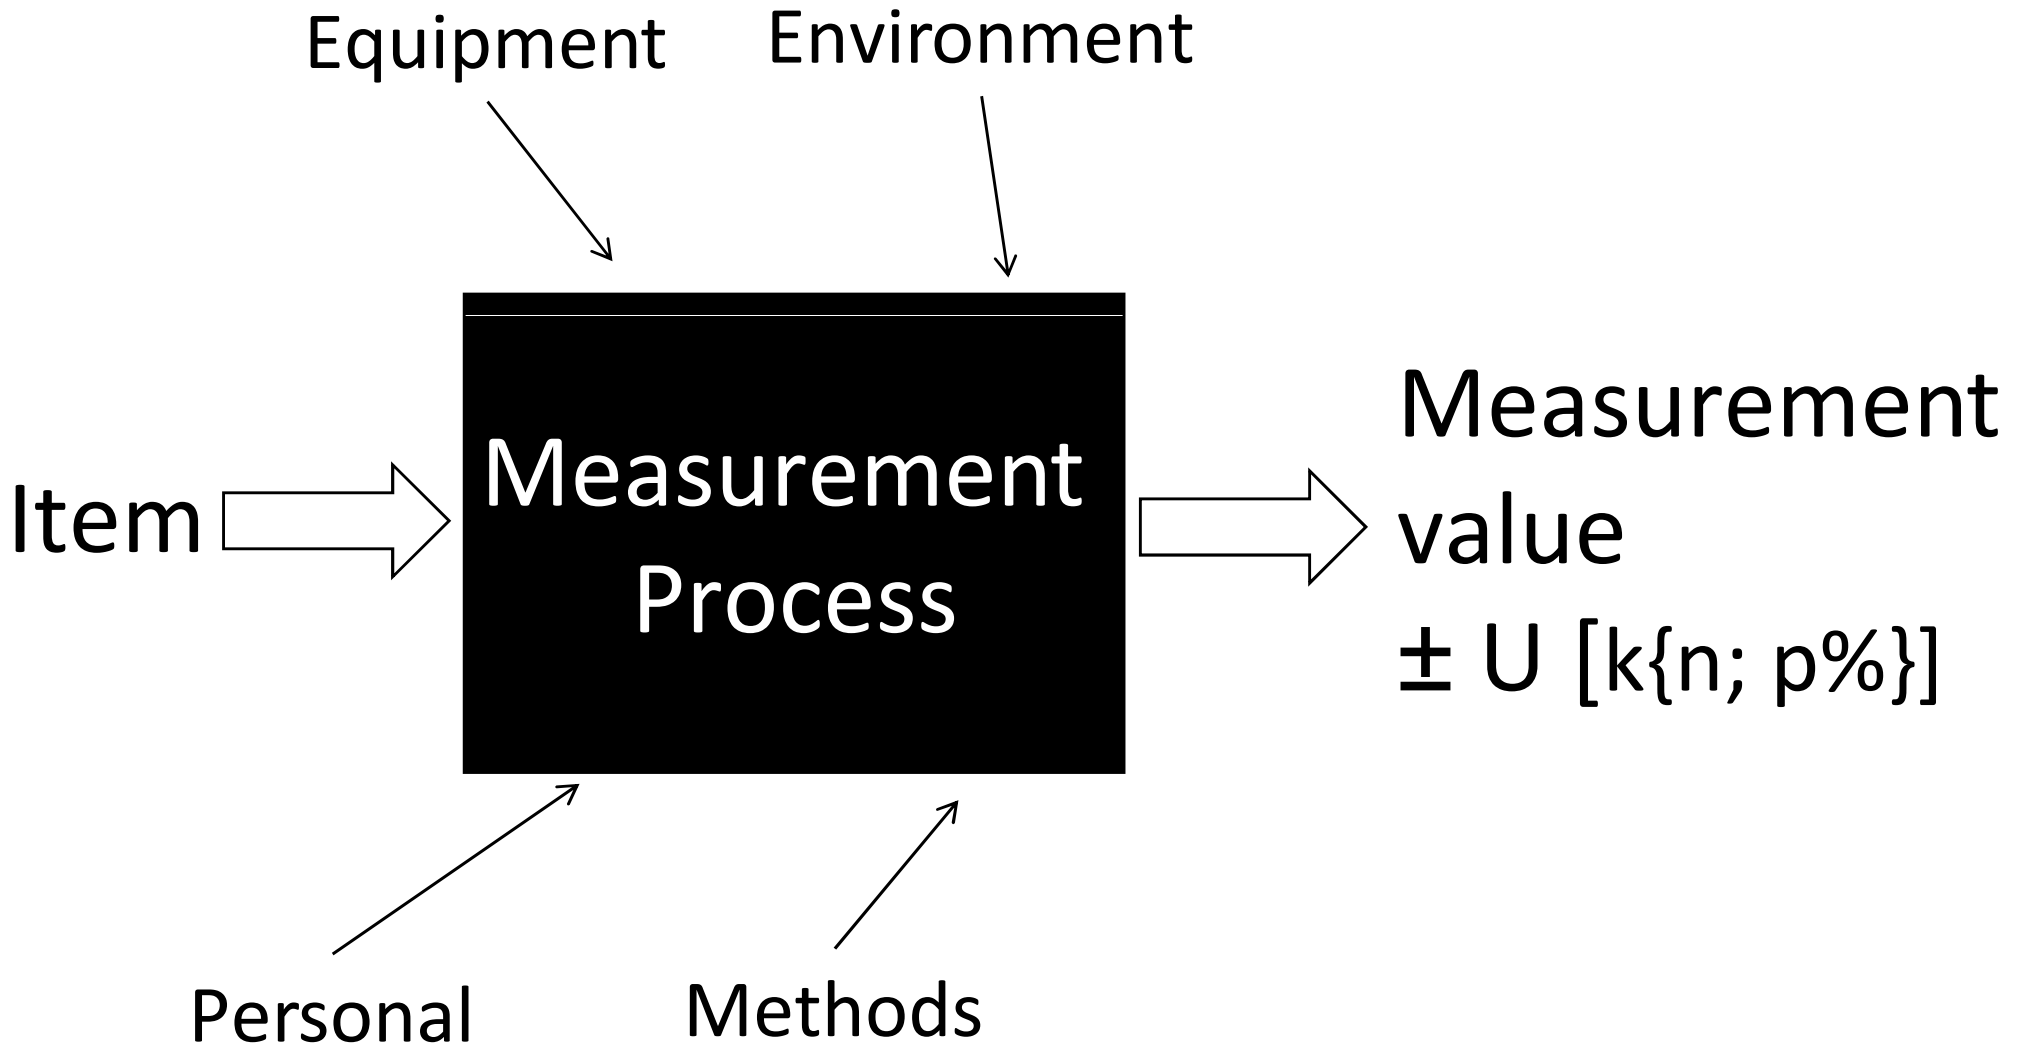 Equipment
Environment
Item
Measurement
Process
Measurement
value
± U [k{n; p%}]
Personal
Methods